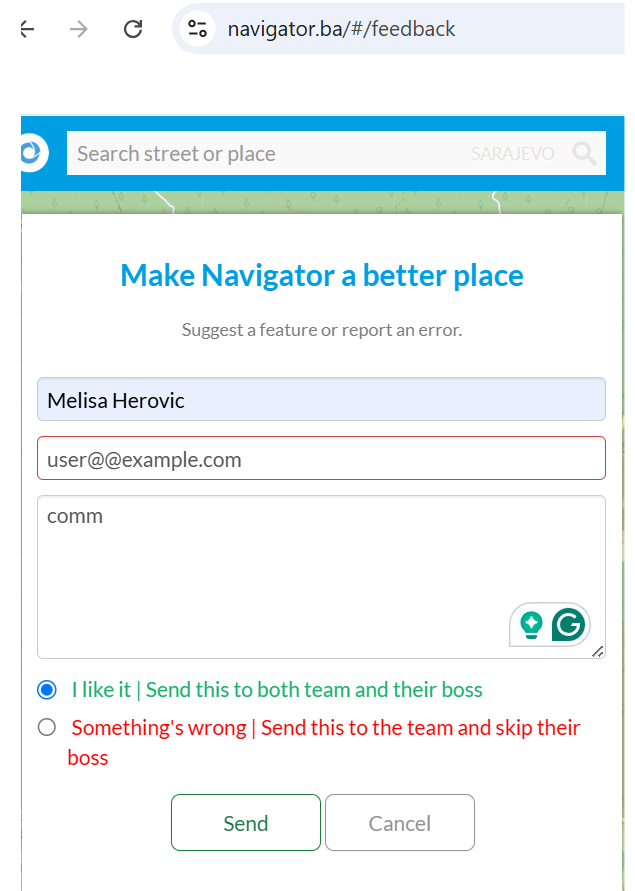 navigator.ba/#/feedback
Search street or place SARAJEVO
Make Navigator a better place
Suggest a feature or report an error.
Melisa Herovic
user@@example.com
comm
I like it | Send this to both team and their boss
Something's wrong | Send this to the team and skip their
boss
Send Cancel